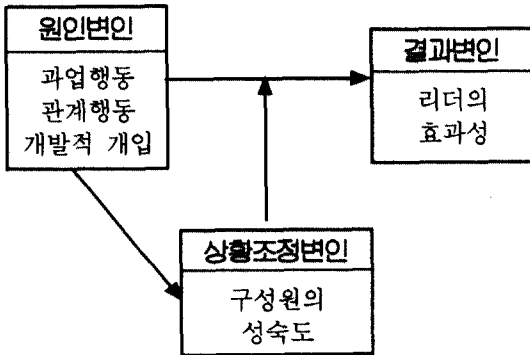 원인변인
과업행동
관계행동
개발적 개입
결과변인
리더의
효과성
상황조정변인
구성원의
성숙도